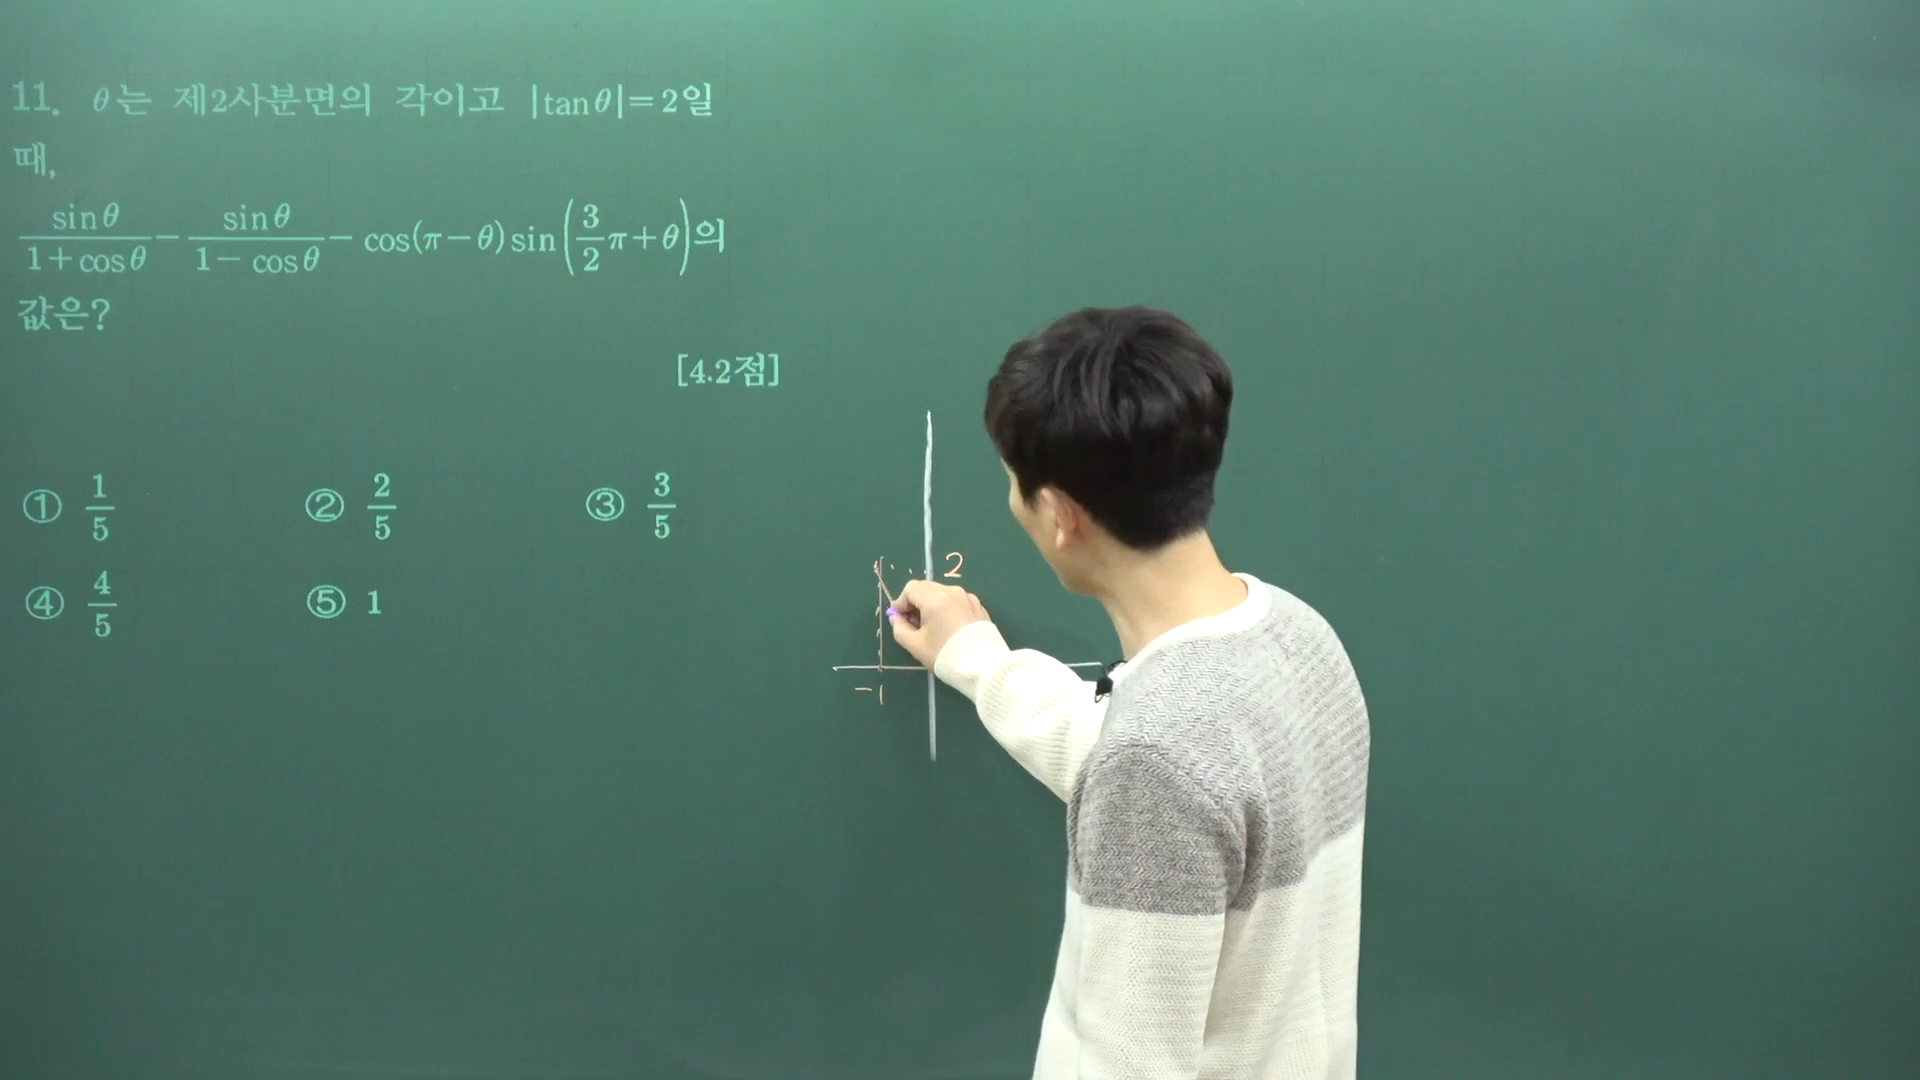 11. θ는 제2사분면의 각이고 |tanθ|=2일
때,
sinθ/(1+cosθ) - sinθ/(1-cosθ) - cos(π-θ)sin(3/2π+θ)의
값은?
[4.2점]
① 1/5 ② 2/5 ③ 3/5
④ 4/5 ⑤ 1
2
-1